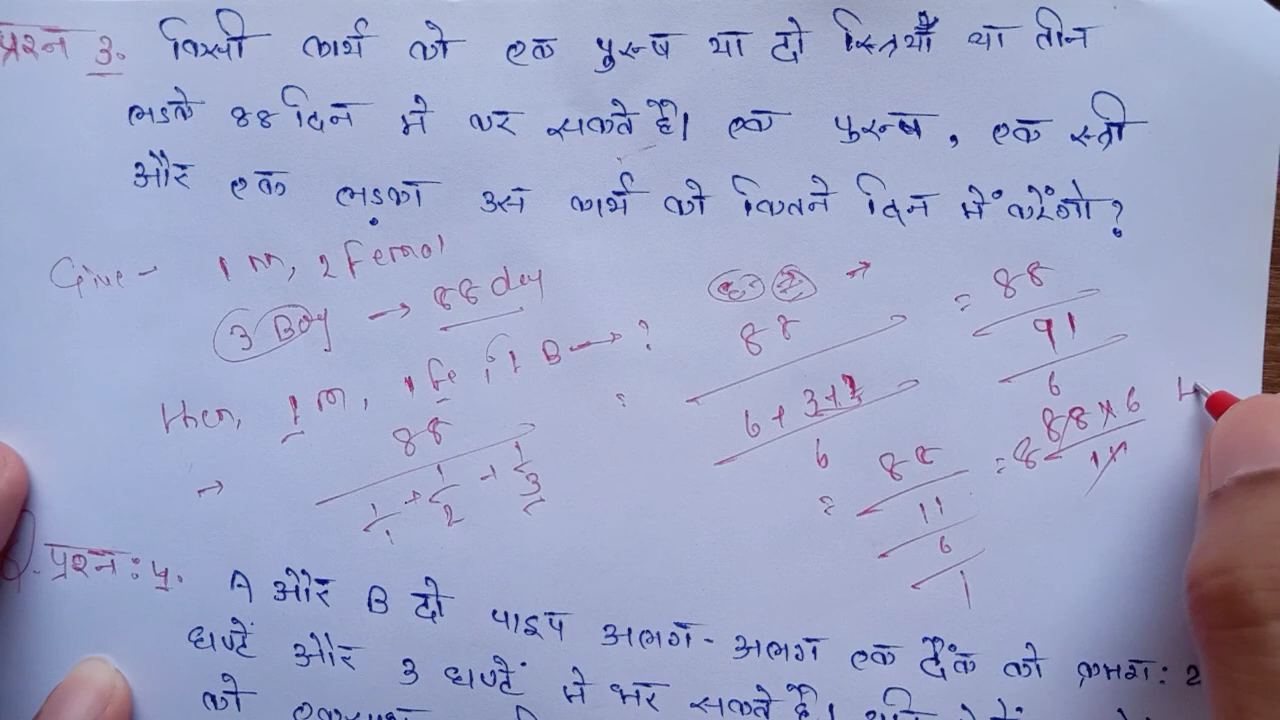 प्रश्न 3. किसी कार्य को एक पुरुष या दो स्त्रियाँ या तीन
लड़के 88 दिन में कर सकते हैं। एक पुरुष, एक स्त्री
और एक लड़का उस कार्य को कितने दिन में करेंगे?
Give - 1 m, 2 Femal
3 Boy → 88 day
Then, 1 m, 1 Fe, 1 B → ?
→ 88 / 1/1 + 1/2 + 1/3
= 88 / 6 + 3 + 2 / 6
= 88 / 11 / 6
= 88 / 11 / 6 / 1
= 8 88 × 6 / 11
प्रश्न: 4. A और B दो पाइप अलग-अलग एक टैंक को क्रमश: 2
घण्टें और 3 घण्टें में भर सकते हैं।
को